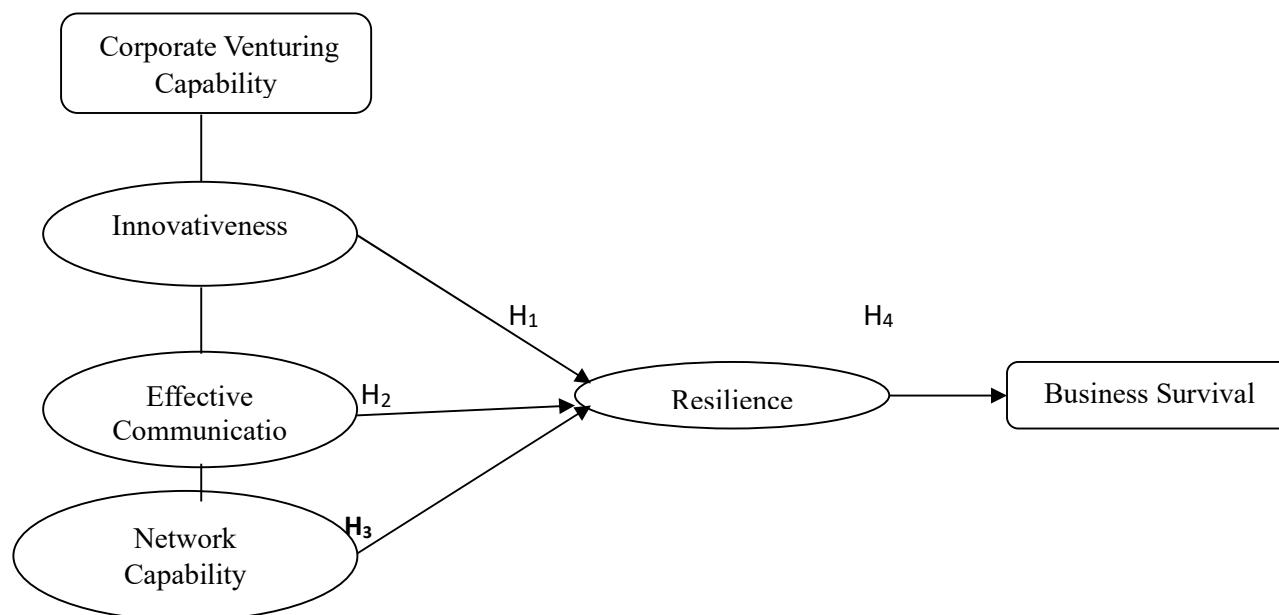 Corporate Venturing
Capability
Innovativeness
H₁
H₄
Effective
Communicatio
H₂
Resilience
Business Survival
H₃
Network
Capability